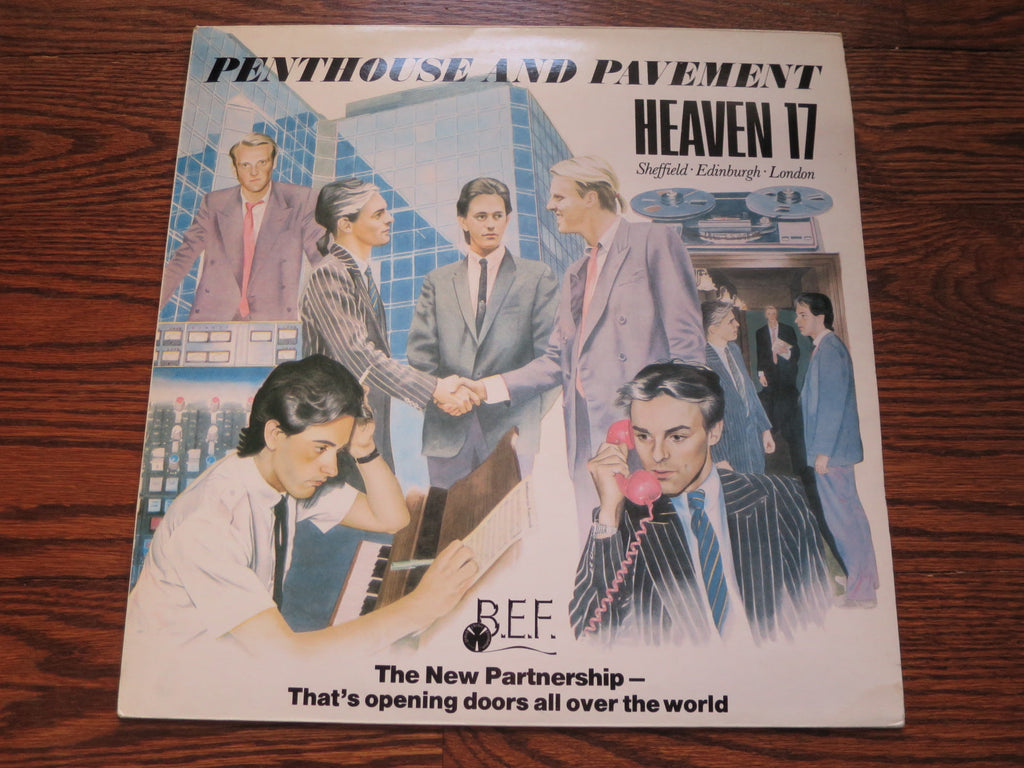 PENTHOUSE AND PAVEMENT
HEAVEN 17
Sheffield · Edinburgh · London
B.E.F.
The New Partnership –
That's opening doors all over the world